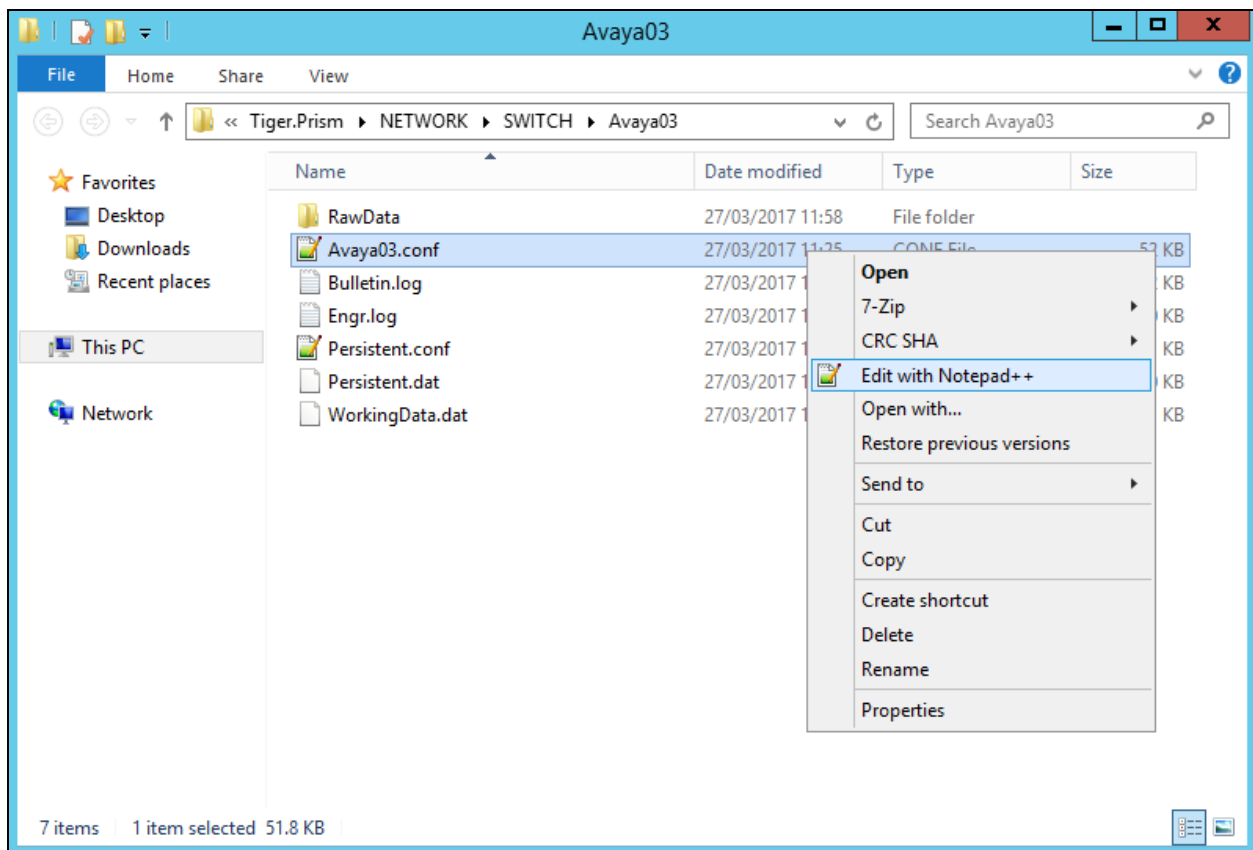 Avaya03
File Home Share View
« Tiger.Prism NETWORK SWITCH Avaya03 Search Avaya03
Name Date modified Type Size
Favorites
Desktop
Downloads
Recent places
This PC
Network
RawData 27/03/2017 11:58 File folder
Avaya03.conf 27/03/2017 11:25 CONF File 52 KB
Bulletin.log 27/03/2017 1 KB
Engr.log 27/03/2017 1 KB
Persistent.conf 27/03/2017 1 KB
Persistent.dat 27/03/2017 1 KB
WorkingData.dat 27/03/2017 1 KB
Open
7-Zip
CRC SHA
Edit with Notepad++
Open with...
Restore previous versions
Send to
Cut
Copy
Create shortcut
Delete
Rename
Properties
7 items 1 item selected 51.8 KB